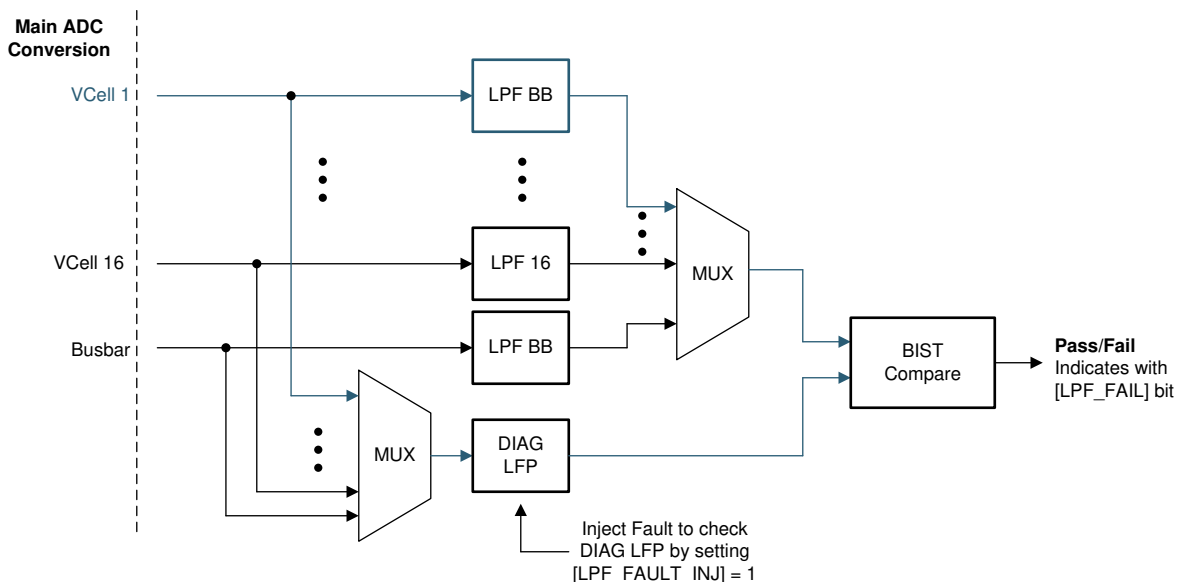 Main ADC
Conversion
VCell 1
LPF BB
VCell 16
LPF 16
MUX
Busbar
LPF BB
BIST
Compare
Pass/Fail
Indicates with
[LPF_FAIL] bit
MUX
DIAG
LFP
Inject Fault to check
DIAG LFP by setting
[LPF_FAULT_INJ] = 1